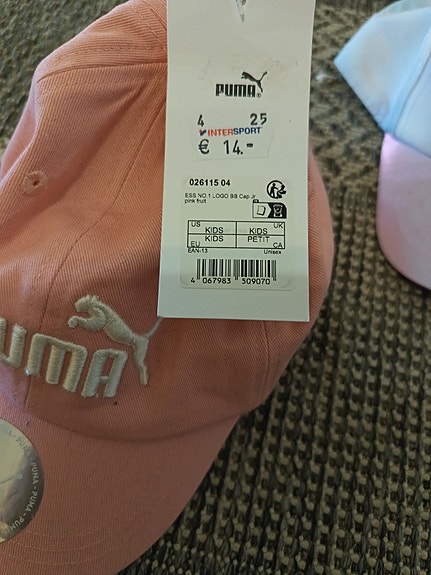 PUMA®
4 25
INTERSPORT
€ 14.-
026115 04
ESS NO.1 LOGO BB Cap Jr
pink fruit
US KIDS KIDS UK
EU KIDS PETIT CA
EAN-13 Unisex
4 067983 509070
PUMA
PUMA - PUMA - PUMA